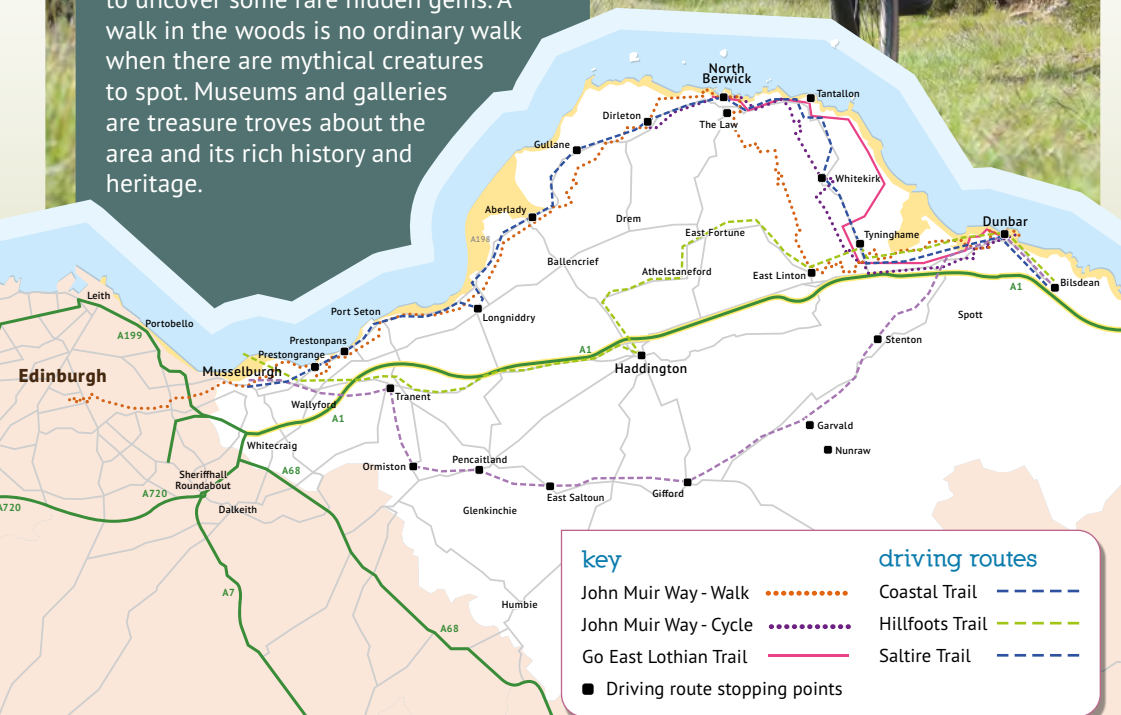 to uncover some rare hidden gems. A
walk in the woods is no ordinary walk
when there are mythical creatures
to spot. Museums and galleries
are treasure troves about the
area and its rich history and
heritage.
North
Berwick
Tantallon
Dirleton
The Law
Gullane
Whitekirk
Aberlady
Drem
Dunbar
A198
East Fortune
Tyninghame
Ballencrief
Athelstaneford
East Linton
Bilsdean
A1
Leith
Port Seton
Longniddry
Spott
Portobello
A199
Prestonpans
Stenton
Prestongrange
A1
Edinburgh
Musselburgh
Haddington
Tranent
Wallyford
A1
Garvald
Whitecraig
Nunraw
Pencaitland
Ormiston
A68
Sheriffhall
Roundabout
Gifford
A720
East Saltoun
A720
Dalkeith
Glenkinchie
A7
Humbie
A68
key
John Muir Way - Walk
John Muir Way - Cycle
Go East Lothian Trail
Driving route stopping points
driving routes
Coastal Trail
Hillfoots Trail
Saltire Trail